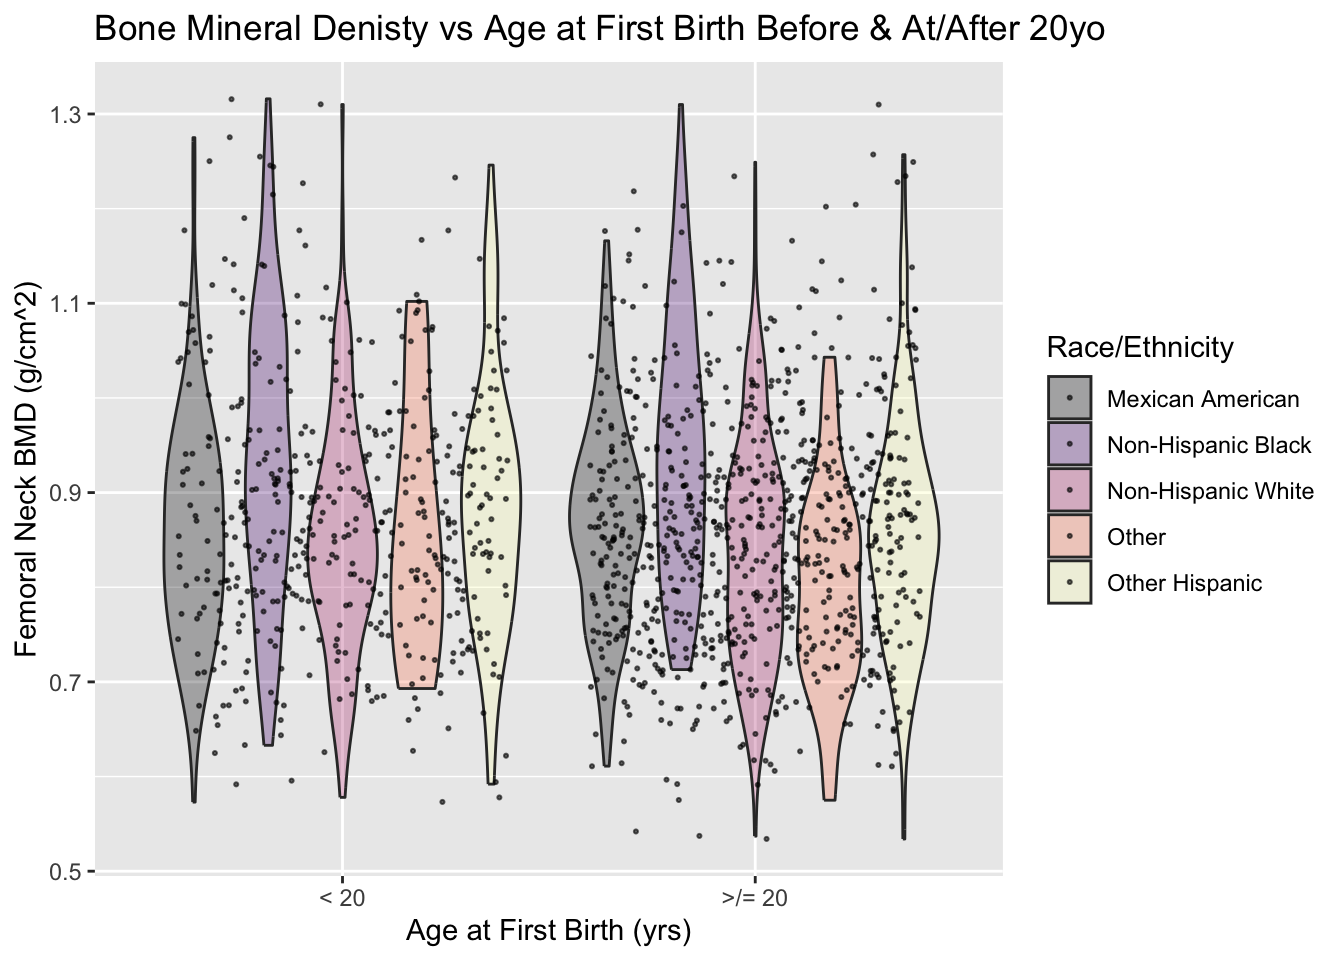 Bone Mineral Denisty vs Age at First Birth Before & At/After 20yo
Femoral Neck BMD (g/cm^2)
1.3
1.1
0.9
0.7
0.5
< 20
>/= 20
Age at First Birth (yrs)
Race/Ethnicity
Mexican American
Non-Hispanic Black
Non-Hispanic White
Other
Other Hispanic